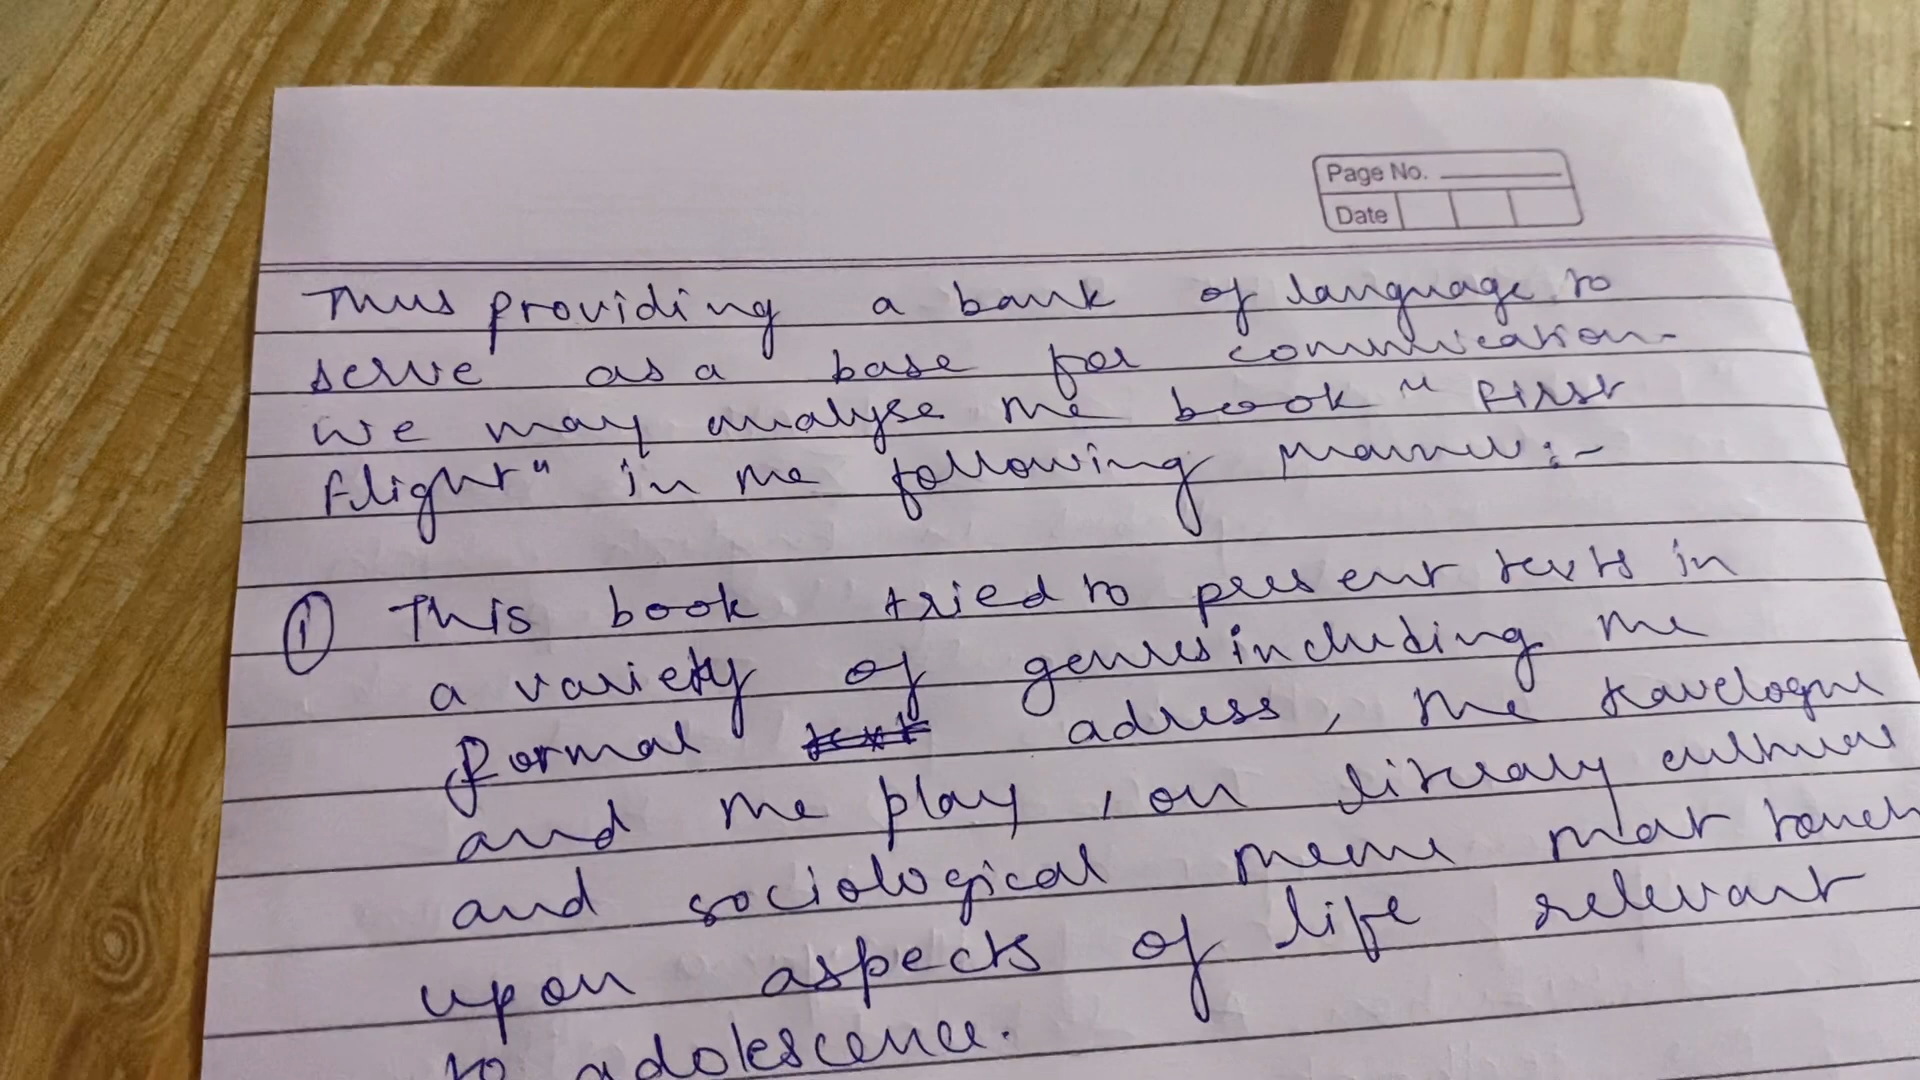 Page No.
Date
Thus providing a bank of language to
serve as a base for communication.
We may analyse the book "First
flight" in the following manner:-
① This book tried to present texts in
a variety of genres including the
formal adress, the travelogue
and the play, on literary culture
and sociological theme that touch
upon aspects of life relevant
to adolescence.